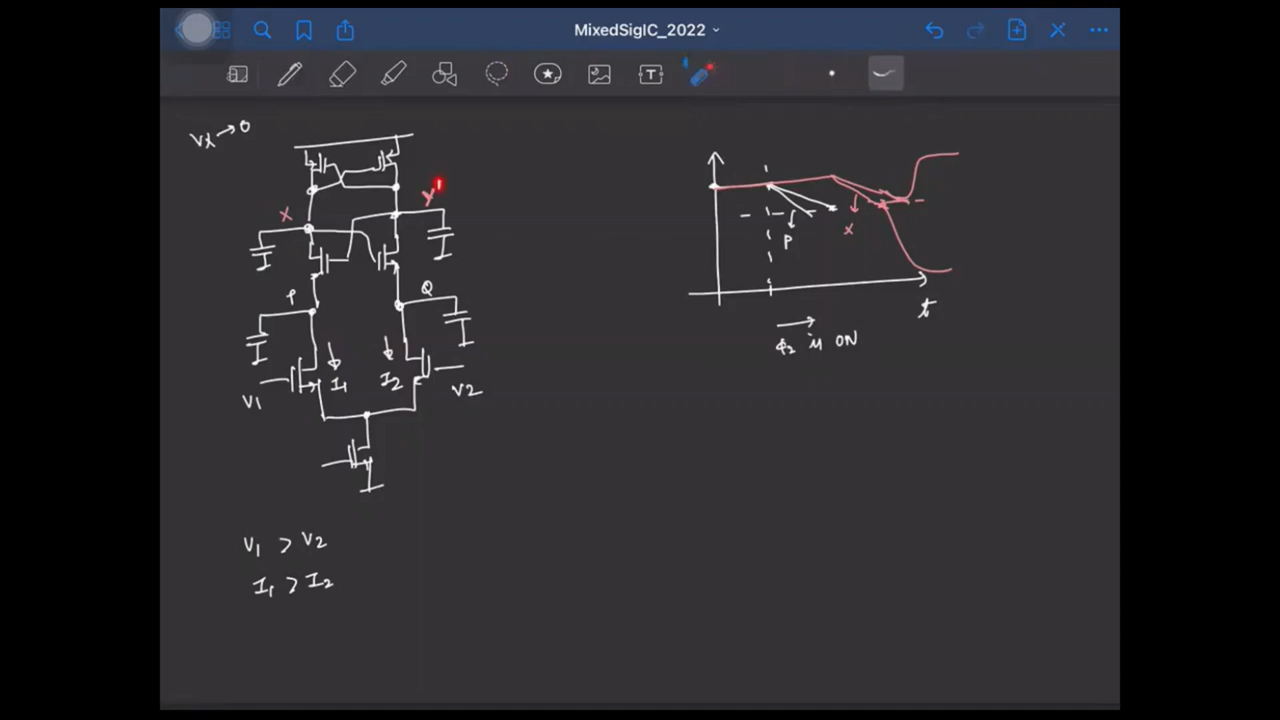 MixedSigIC_2022
Vx → 0
X
Y
P
Q
I1
I2
V1
V2
P
X
t
Φ2 is ON
V1 > V2
I1 > I2